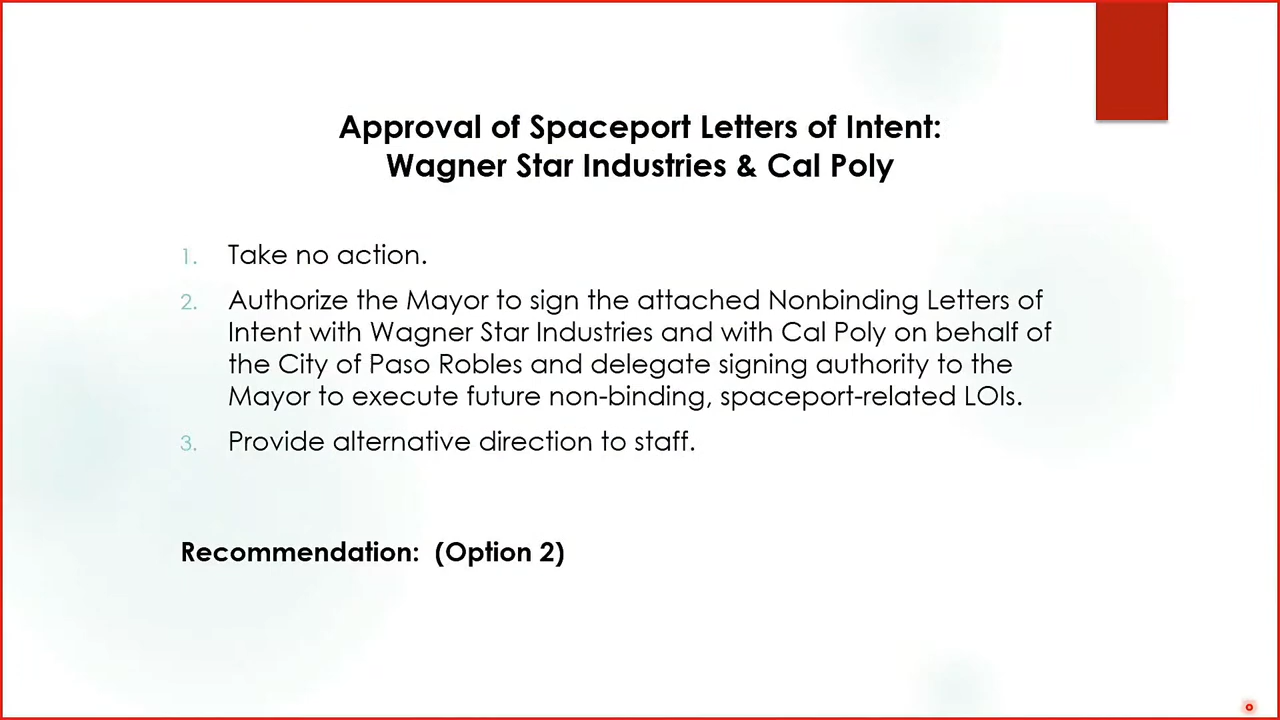 Approval of Spaceport Letters of Intent:
Wagner Star Industries & Cal Poly
1. Take no action.
2. Authorize the Mayor to sign the attached Nonbinding Letters of
Intent with Wagner Star Industries and with Cal Poly on behalf of
the City of Paso Robles and delegate signing authority to the
Mayor to execute future non-binding, spaceport-related LOIs.
3. Provide alternative direction to staff.
Recommendation: (Option 2)